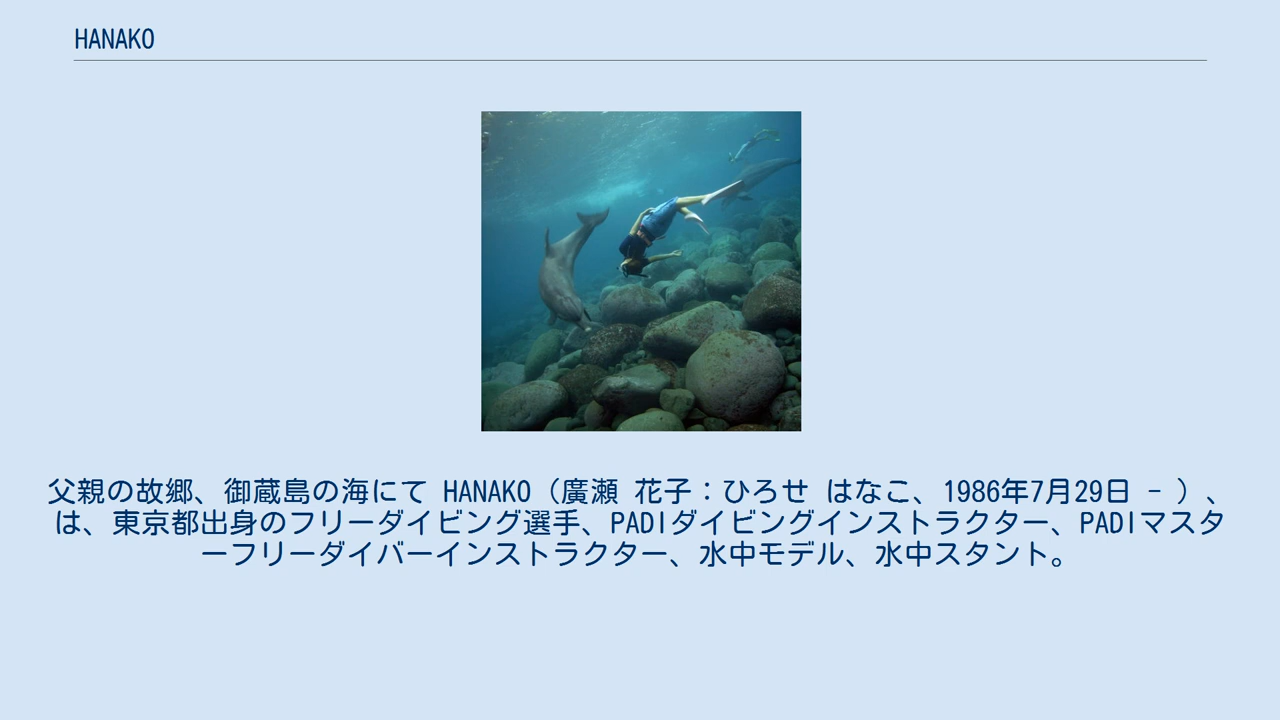 HANAKO
父親の故郷、御蔵島の海にて HANAKO（廣瀬 花子：ひろせ はなこ、1986年7月29日 - ）、
は、東京都出身のフリーダイビング選手、PADIダイビングインストラクター、PADIマスタ
ーフリーダイバーインストラクター、水中モデル、水中スタント。